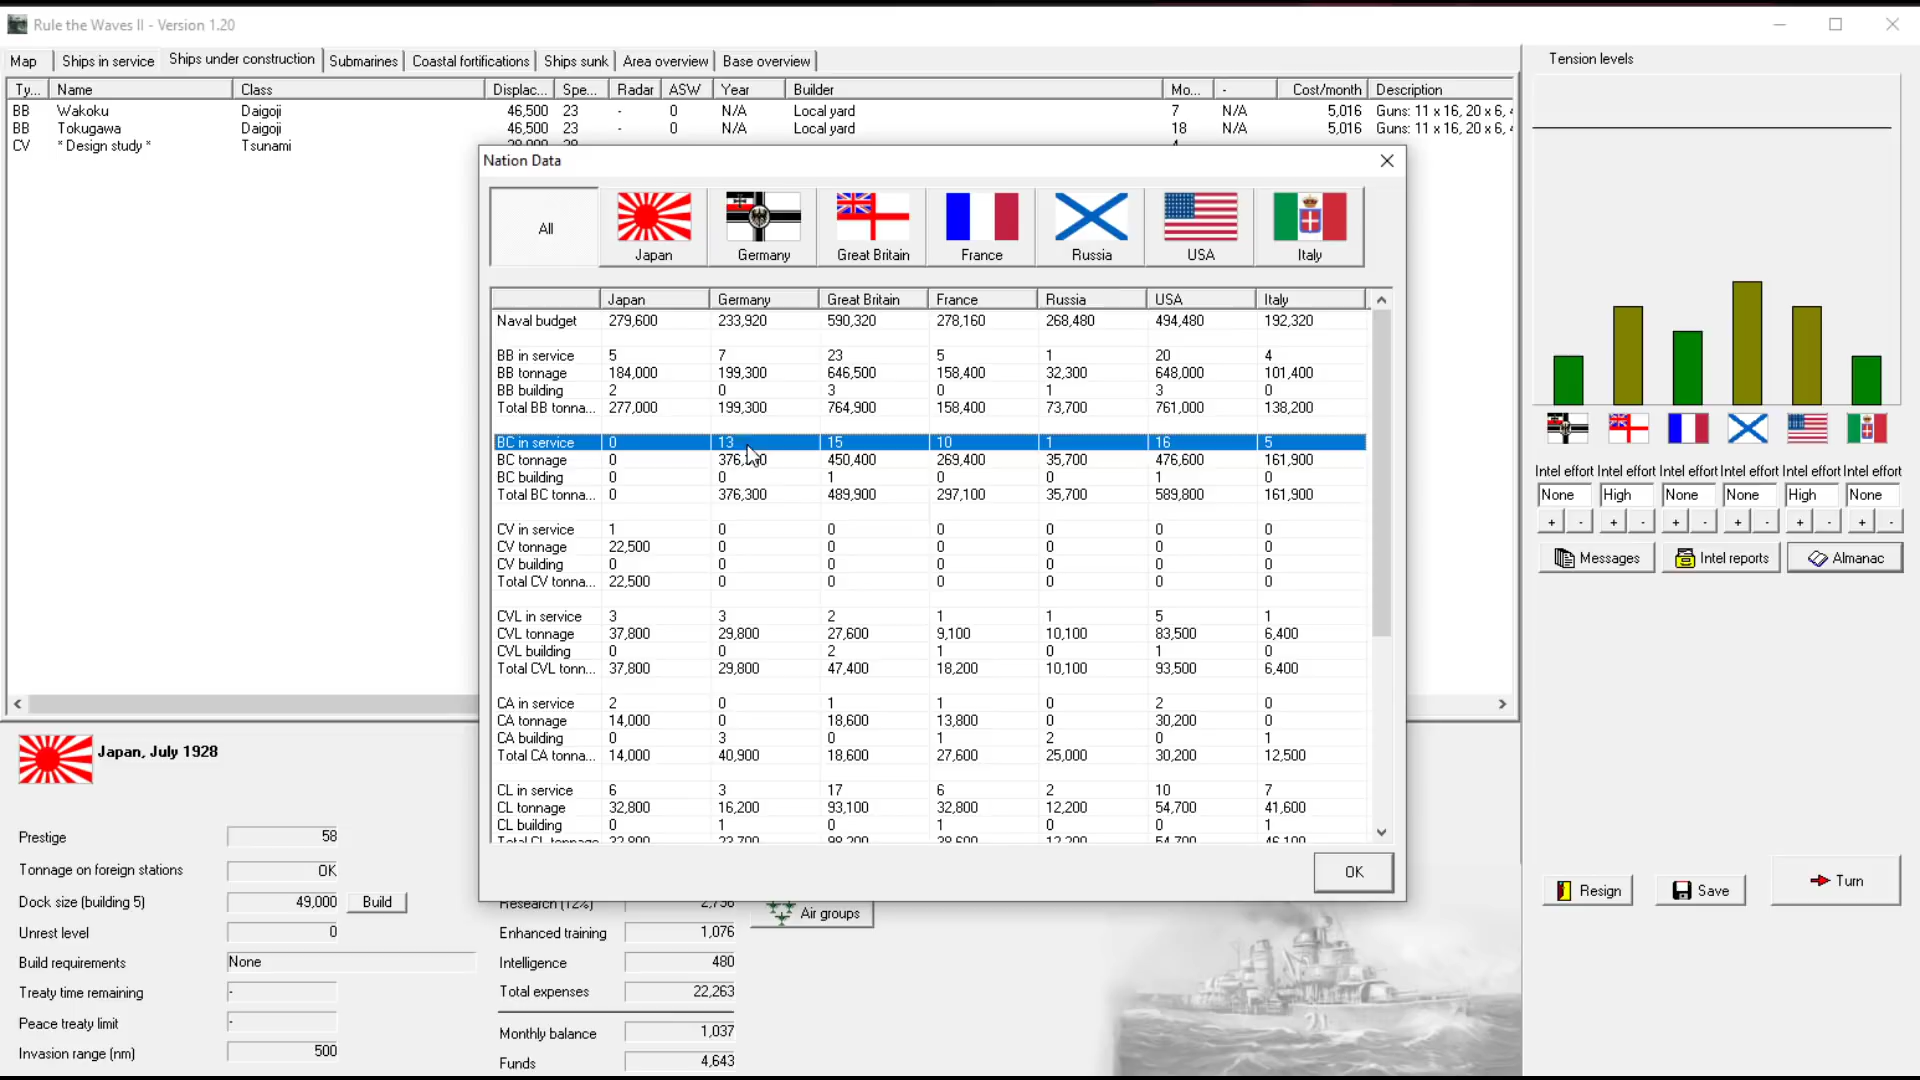 Rule the Waves II - Version 1.20
Map Ships in service Ships under construction Submarines Coastal fortifications Ships sunk Area overview Base overview
Ty... Name Class Displac... Spe... Radar ASW Year Builder Mo... - Cost/month Description
BB Wakoku Daigoji 46,500 23 - 0 N/A Local yard 7 N/A 5,016 Guns: 11 x 16, 20 x 6,
BB Tokugawa Daigoji 46,500 23 - 0 N/A Local yard 18 N/A 5,016 Guns: 11 x 16, 20 x 6,
CV * Design study * Tsunami
Nation Data
All Japan Germany Great Britain France Russia USA Italy
Japan Germany Great Britain France Russia USA Italy
Naval budget 279,600 233,920 590,320 278,160 268,480 494,480 192,320
BB in service 5 7 23 5 1 20 4
BB tonnage 184,000 199,300 646,500 158,400 32,300 648,000 101,400
BB building 2 0 3 0 1 3 0
Total BB tonna... 277,000 199,300 764,900 158,400 73,700 761,000 138,200
BC in service 0 13 15 10 1 16 5
BC tonnage 0 450,400 269,400 35,700 476,600 161,900
BC building 0 0 1 0 0 1 0
Total BC tonna... 0 376,300 489,900 297,100 35,700 589,800 161,900
CV in service 1 0 0 0 0 0 0
CV tonnage 22,500 0 0 0 0 0 0
CV building 0 0 0 0 0 0 0
Total CV tonna... 22,500 0 0 0 0 0 0
CVL in service 3 3 2 1 1 5 1
CVL tonnage 37,800 29,800 27,600 9,100 10,100 83,500 6,400
CVL building 0 0 2 1 0 1 0
Total CVL tonn... 37,800 29,800 47,400 18,200 10,100 93,500 6,400
CA in service 2 0 1 1 0 2 0
CA tonnage 14,000 0 18,600 13,800 0 30,200 0
CA building 0 3 0 1 2 0 1
Total CA tonna... 14,000 40,900 18,600 27,600 25,000 30,200 12,500
CL in service 6 3 17 6 2 10 7
CL tonnage 32,800 16,200 93,100 32,800 12,200 54,700 41,600
CL building 0 1 0 1 0 0 1
Total CL tonnage 32,800 23,700 98,200 38,600 12,200 54,700 46,100
OK
Tension levels
Intel effort Intel effort Intel effort Intel effort Intel effort Intel effort
None High None None High None
+ - + - + - + - + - + -
Messages Intel reports Almanac
Japan, July 1928
Prestige 58
Tonnage on foreign stations OK
Dock size (building 5) 49,000 Build
Unrest level 0
Build requirements None
Treaty time remaining -
Peace treaty limit -
Invasion range (nm) 500
Research (12%) 2,756
Enhanced training 1,076
Intelligence 480
Total expenses 22,263
Monthly balance 1,037
Funds 4,643
Air groups
Resign Save Turn